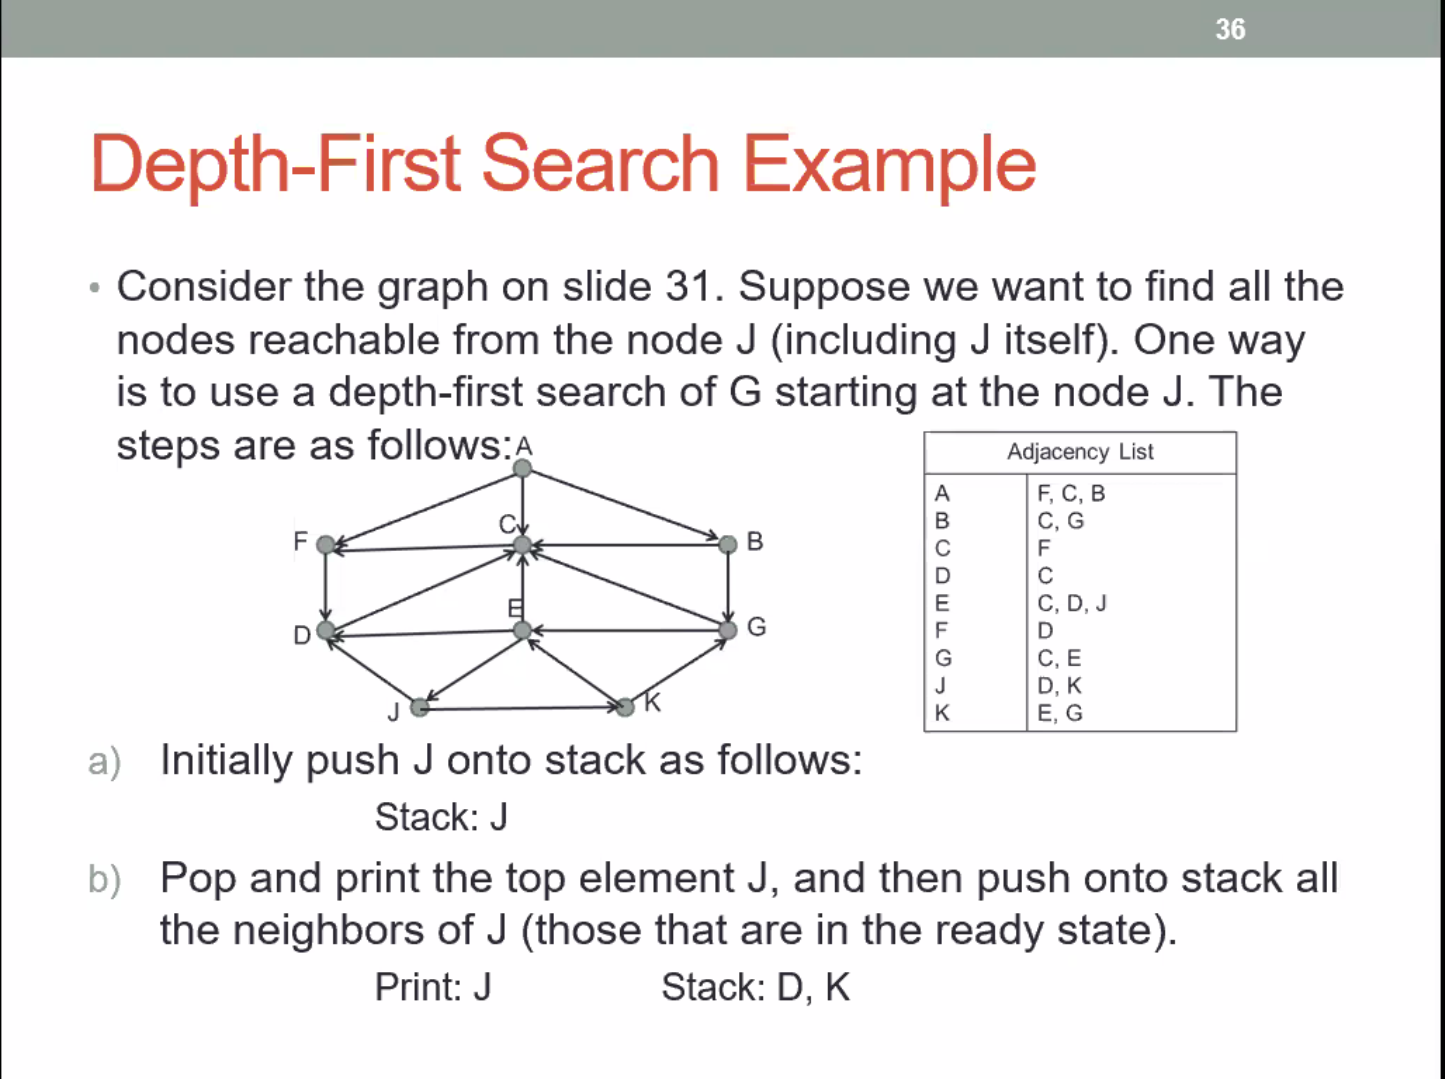 36
Depth-First Search Example
• Consider the graph on slide 31. Suppose we want to find all the
nodes reachable from the node J (including J itself). One way
is to use a depth-first search of G starting at the node J. The
steps are as follows:
A
C
F
B
E
D
G
J
K
Adjacency List
A F, C, B
B C, G
C F
D C
E C, D, J
F D
G C, E
J D, K
K E, G
a) Initially push J onto stack as follows:
Stack: J
b) Pop and print the top element J, and then push onto stack all
the neighbors of J (those that are in the ready state).
Print: J Stack: D, K